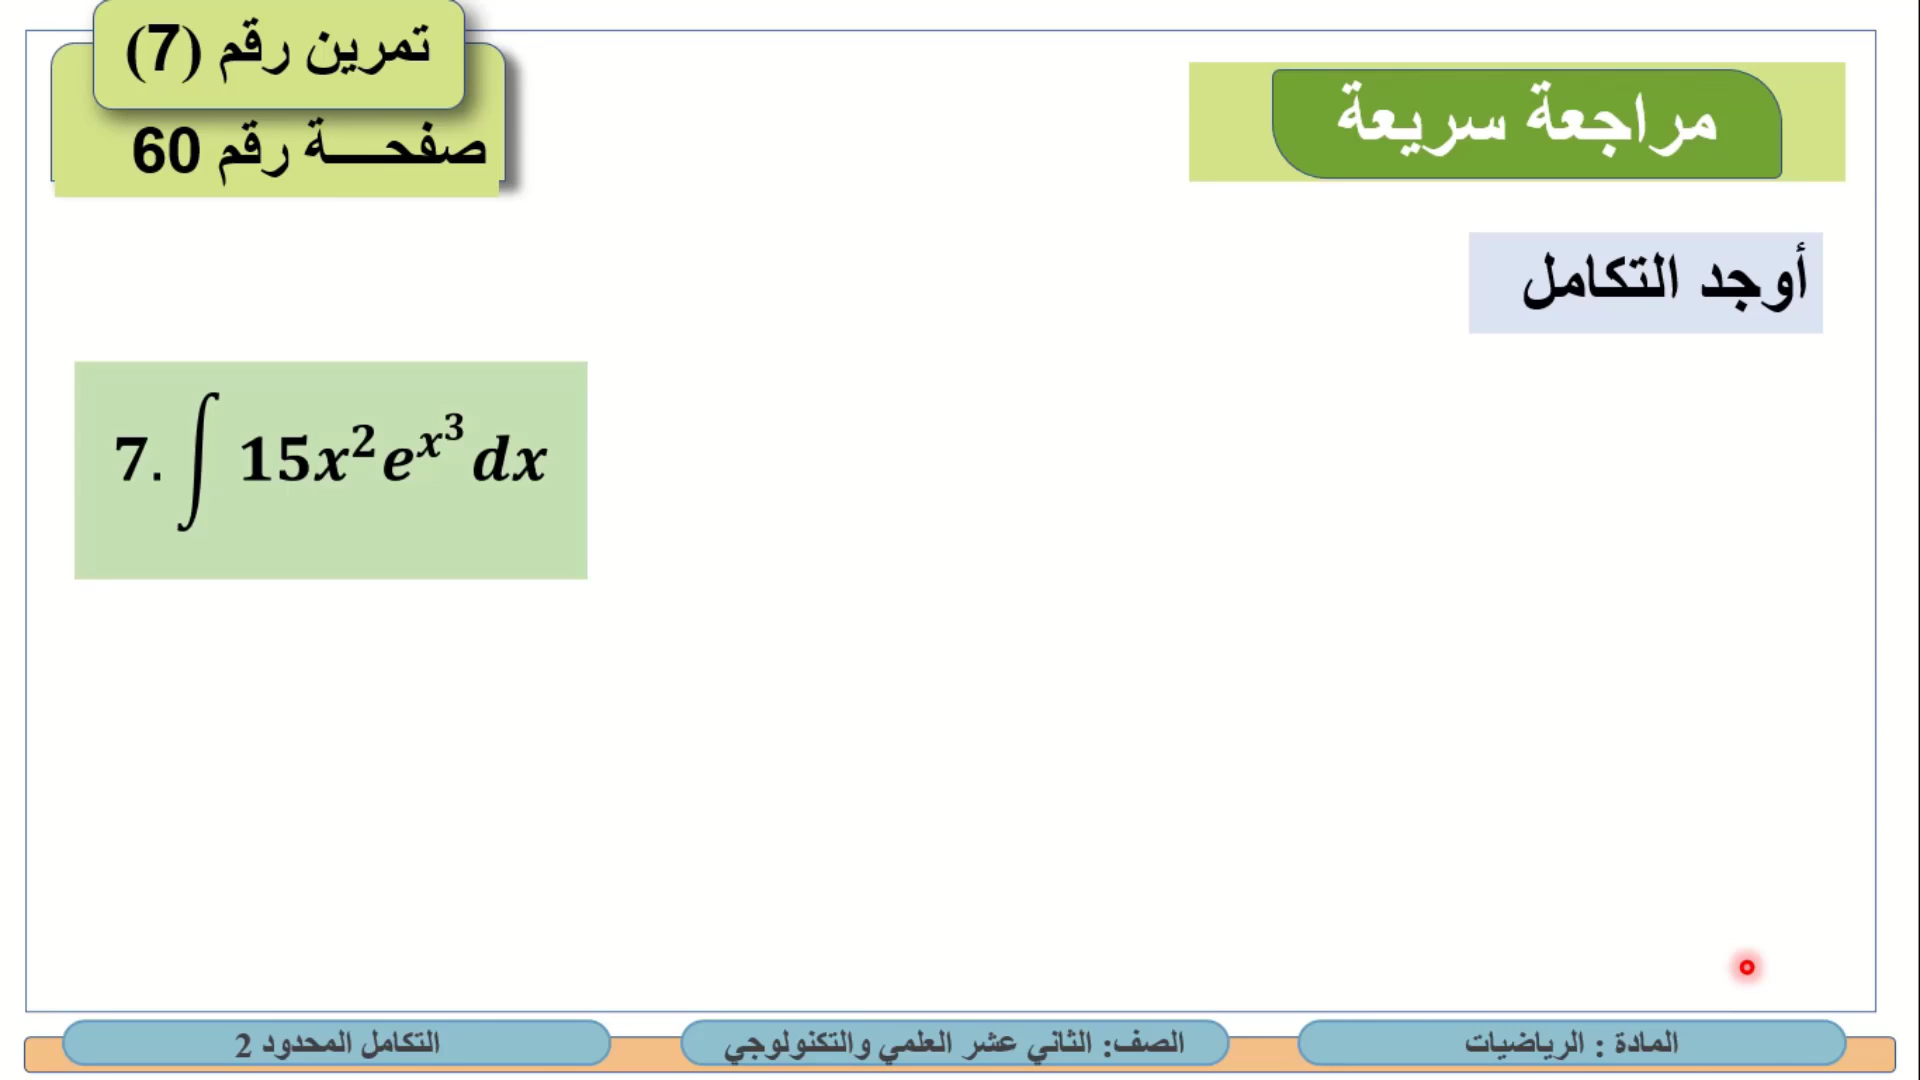 تمرين رقم (7)
صفحـــــة رقم 60
مراجعة سريعة
أوجد التكامل
7. ∫ 15x²e^{x³} dx
المادة : الرياضيات
الصف: الثاني عشر العلمي والتكنولوجي
التكامل المحدود 2